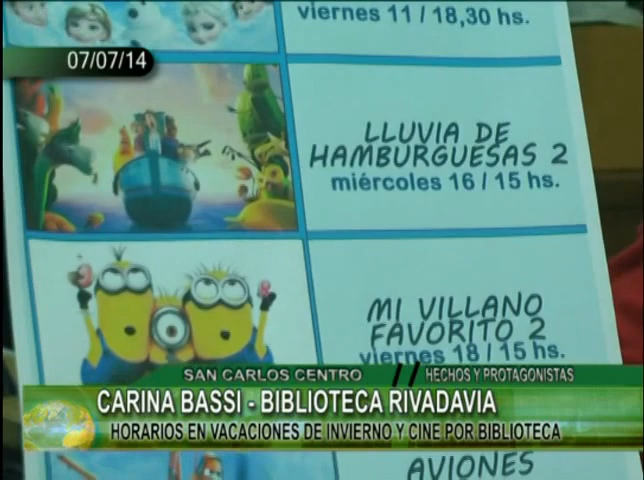 viernes 11 / 18,30 hs.
07/07/14
LLUVIA DE
HAMBURGUESAS 2
miércoles 16 / 15 hs.
MI VILLANO
FAVORITO 2
viernes 18 / 15 hs.
SAN CARLOS CENTRO // HECHOS Y PROTAGONISTAS
CARINA BASSI - BIBLIOTECA RIVADAVIA
HORARIOS EN VACACIONES DE INVIERNO Y CINE POR BIBLIOTECA
AVIONES